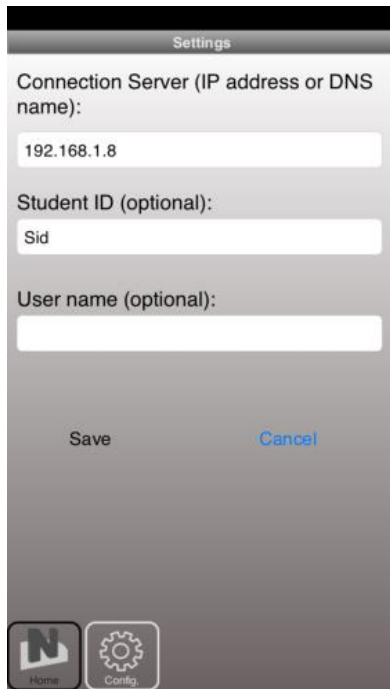 Settings
Connection Server (IP address or DNS
name):
192.168.1.8
Student ID (optional):
Sid
User name (optional):
Save Cancel
N
Home Config.